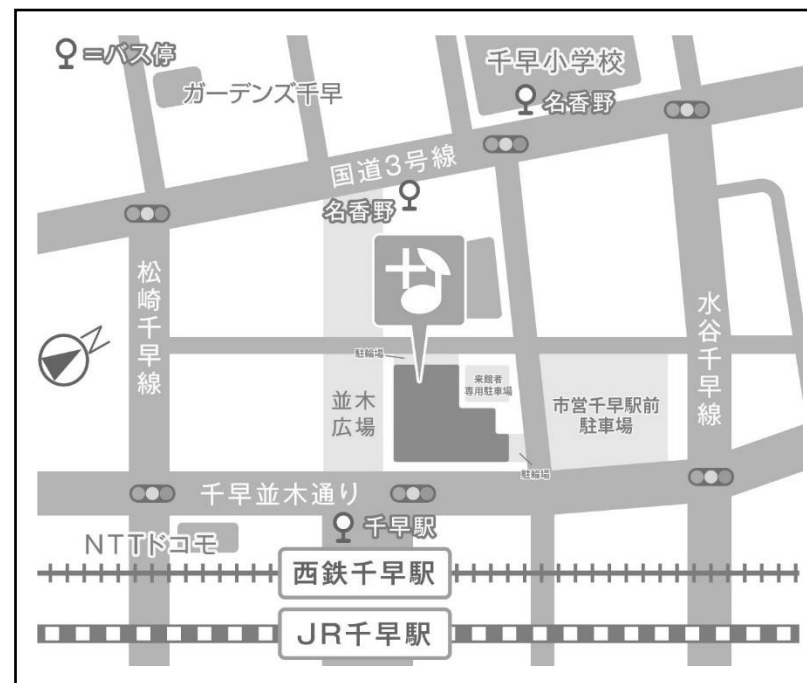 =バス停
ガーデンズ千早
千早小学校
名香野
国道3号線
名香野
N
松崎千早線
水谷千早線
駐輪場
並木
広場
来館者
専用駐車場
市営千早駅前
駐車場
駐輪場
千早並木通り
千早駅
NTTドコモ
西鉄千早駅
JR千早駅